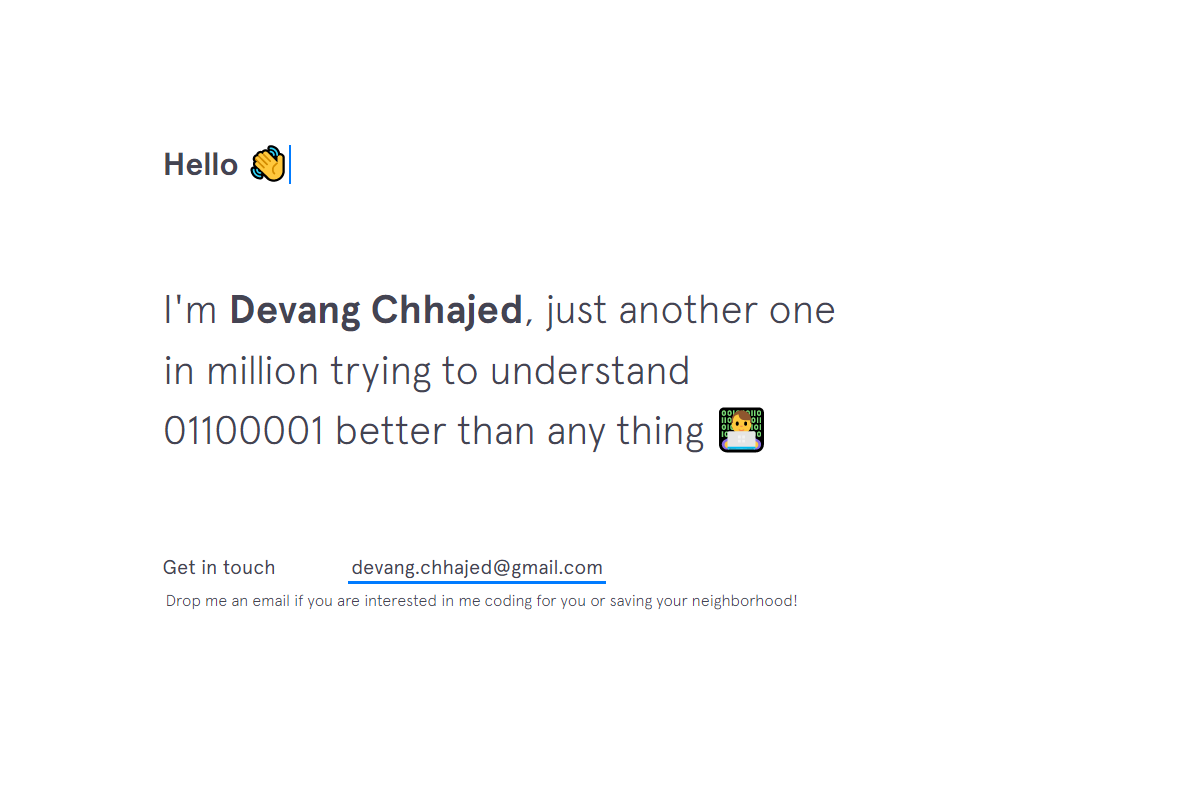 Hello 👋
I'm Devang Chhajed, just another one
in million trying to understand
01100001 better than any thing 👨‍💻
Get in touch devang.chhajed@gmail.com
Drop me an email if you are interested in me coding for you or saving your neighborhood!